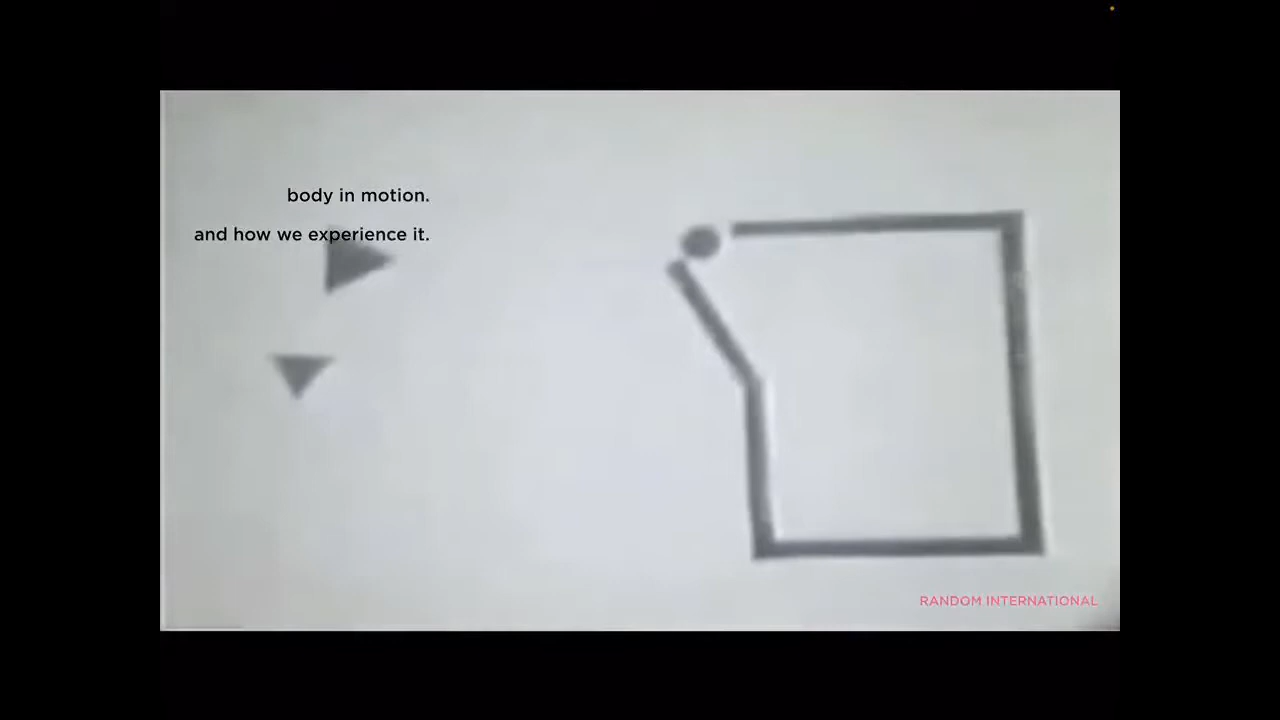 body in motion.
and how we experience it.
RANDOM INTERNATIONAL